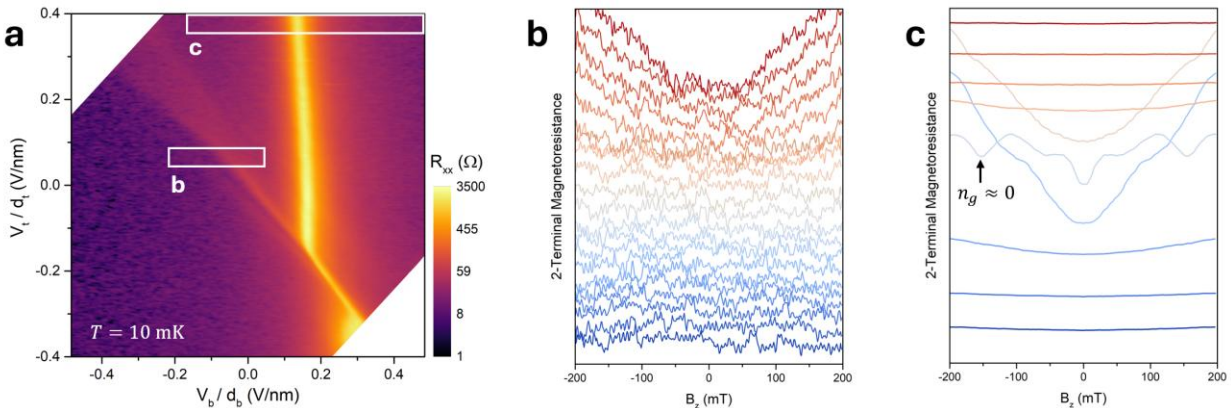 a
c
b
V_t / d_t (V/nm)
0.4
0.2
0.0
-0.2
-0.4
T = 10 mK
-0.4
-0.2
0.0
0.2
0.4
V_b / d_b (V/nm)
R_xx (Ω)
3500
455
59
8
1
b
2-Terminal Magnetoresistance
-200
-100
0
100
200
B_z (mT)
c
2-Terminal Magnetoresistance
n_g ≈ 0
-200
-100
0
100
200
B_z (mT)